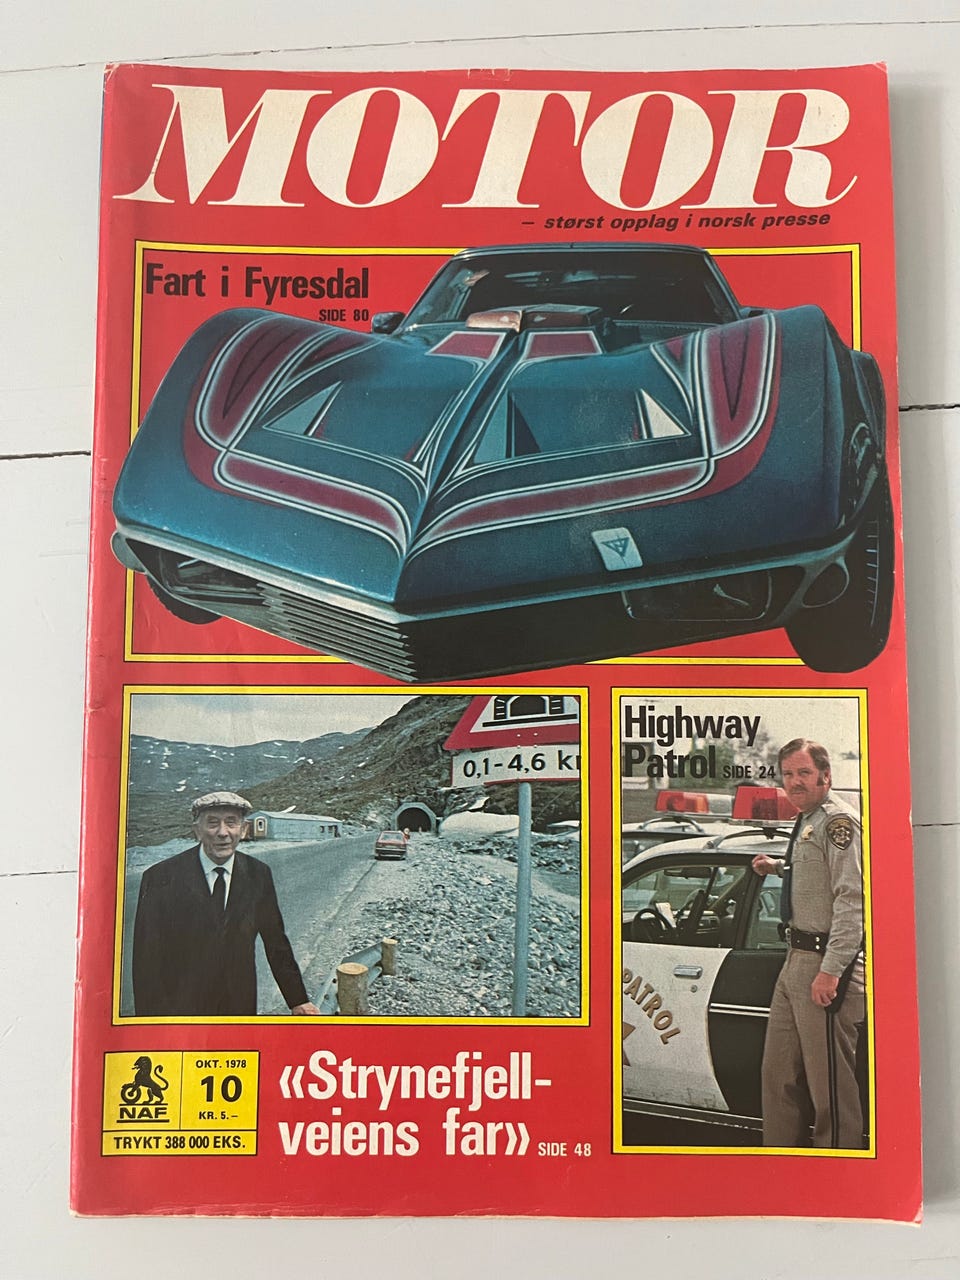 MOTOR
– størst opplag i norsk presse
Fart i Fyresdal
SIDE 80
0,1-4,6 k
Highway
Patrol SIDE 24
PATROL
NAF
OKT. 1978
10
KR. 5.–
TRYKT 388 000 EKS.
«Strynefjell-
veiens far» SIDE 48